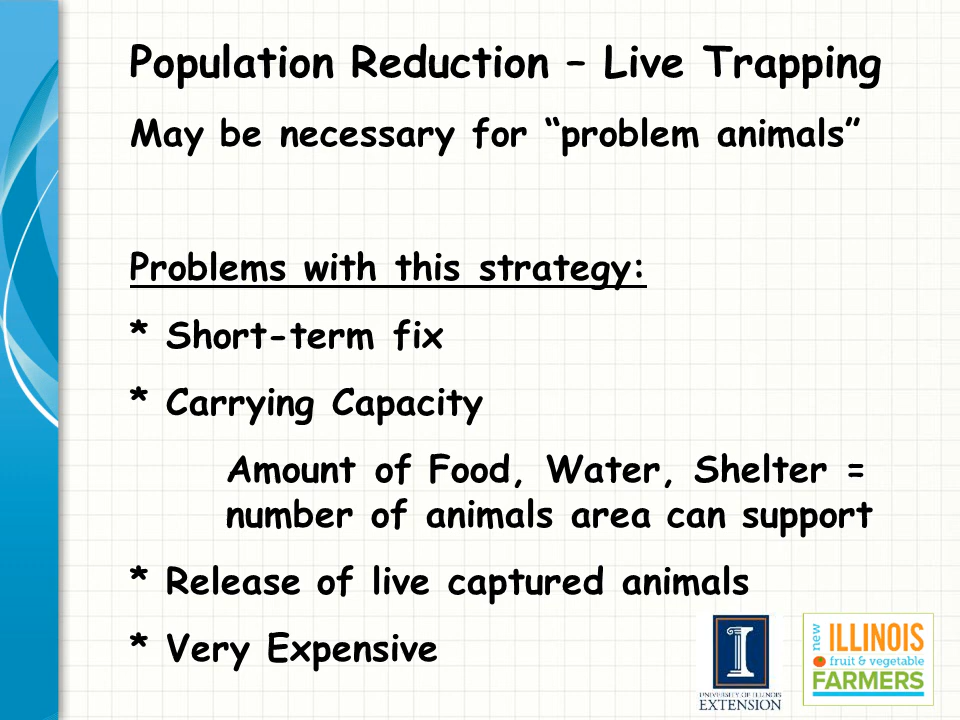 Population Reduction – Live Trapping
May be necessary for “problem animals”
Problems with this strategy:
* Short-term fix
* Carrying Capacity
Amount of Food, Water, Shelter =
number of animals area can support
* Release of live captured animals
* Very Expensive
I
UNIVERSITY OF ILLINOIS
EXTENSION
new
ILLINOIS
fruit & vegetable
FARMERS